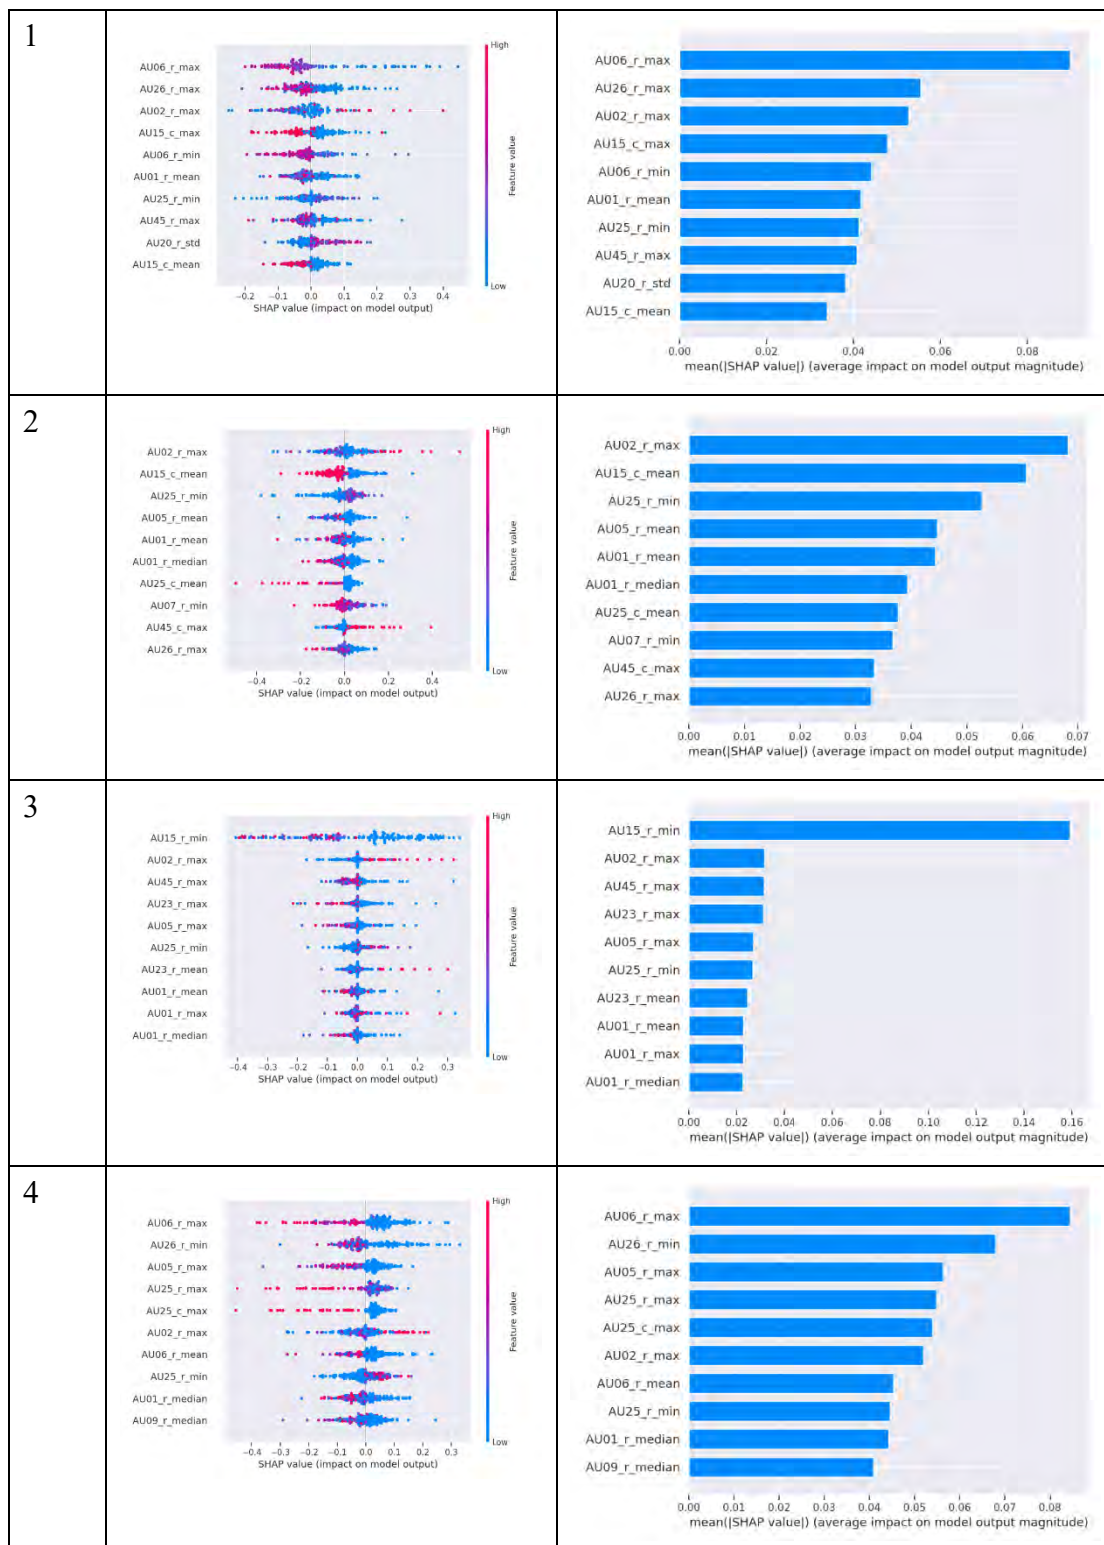 1
High
AU06_r_max
AU26_r_max
AU02_r_max
AU15_c_max
AU06_r_min
AU01_r_mean
AU25_r_min
AU45_r_max
AU20_r_std
AU15_c_mean
Feature value
Low
−0.2 −0.1 0.0 0.1 0.2 0.3 0.4
SHAP value (impact on model output)
AU06_r_max
AU26_r_max
AU02_r_max
AU15_c_max
AU06_r_min
AU01_r_mean
AU25_r_min
AU45_r_max
AU20_r_std
AU15_c_mean
0.00 0.02 0.04 0.06 0.08
mean(|SHAP value|) (average impact on model output magnitude)
2
High
AU02_r_max
AU15_c_mean
AU25_r_min
AU05_r_mean
AU01_r_mean
AU01_r_median
AU25_c_mean
AU07_r_min
AU45_c_max
AU26_r_max
Feature value
Low
−0.4 −0.2 0.0 0.2 0.4
SHAP value (impact on model output)
AU02_r_max
AU15_c_mean
AU25_r_min
AU05_r_mean
AU01_r_mean
AU01_r_median
AU25_c_mean
AU07_r_min
AU45_c_max
AU26_r_max
0.00 0.01 0.02 0.03 0.04 0.05 0.06 0.07
mean(|SHAP value|) (average impact on model output magnitude)
3
High
AU15_r_min
AU02_r_max
AU45_r_max
AU23_r_max
AU05_r_max
AU25_r_min
AU23_r_mean
AU01_r_mean
AU01_r_max
AU01_r_median
Feature value
Low
−0.4 −0.3 −0.2 −0.1 0.0 0.1 0.2 0.3
SHAP value (impact on model output)
AU15_r_min
AU02_r_max
AU45_r_max
AU23_r_max
AU05_r_max
AU25_r_min
AU23_r_mean
AU01_r_mean
AU01_r_max
AU01_r_median
0.00 0.02 0.04 0.06 0.08 0.10 0.12 0.14 0.16
mean(|SHAP value|) (average impact on model output magnitude)
4
High
AU06_r_max
AU26_r_min
AU05_r_max
AU25_r_max
AU25_c_max
AU02_r_max
AU06_r_mean
AU25_r_min
AU01_r_median
AU09_r_median
Feature value
Low
−0.4 −0.3 −0.2 −0.1 0.0 0.1 0.2 0.3
SHAP value (impact on model output)
AU06_r_max
AU26_r_min
AU05_r_max
AU25_r_max
AU25_c_max
AU02_r_max
AU06_r_mean
AU25_r_min
AU01_r_median
AU09_r_median
0.00 0.01 0.02 0.03 0.04 0.05 0.06 0.07 0.08
mean(|SHAP value|) (average impact on model output magnitude)